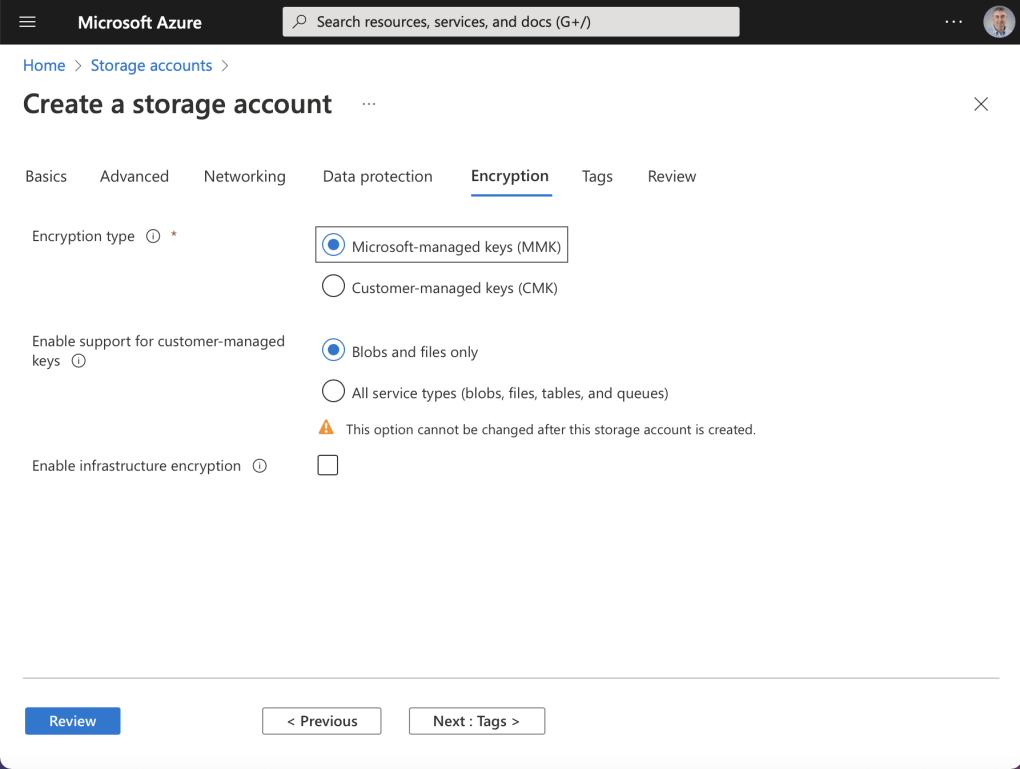 Microsoft Azure
Search resources, services, and docs (G+/)
...
Home > Storage accounts >
Create a storage account ...
Basics Advanced Networking Data protection Encryption Tags Review
Encryption type *
Microsoft-managed keys (MMK)
Customer-managed keys (CMK)
Enable support for customer-managed
keys
Blobs and files only
All service types (blobs, files, tables, and queues)
This option cannot be changed after this storage account is created.
Enable infrastructure encryption
Review
< Previous
Next : Tags >